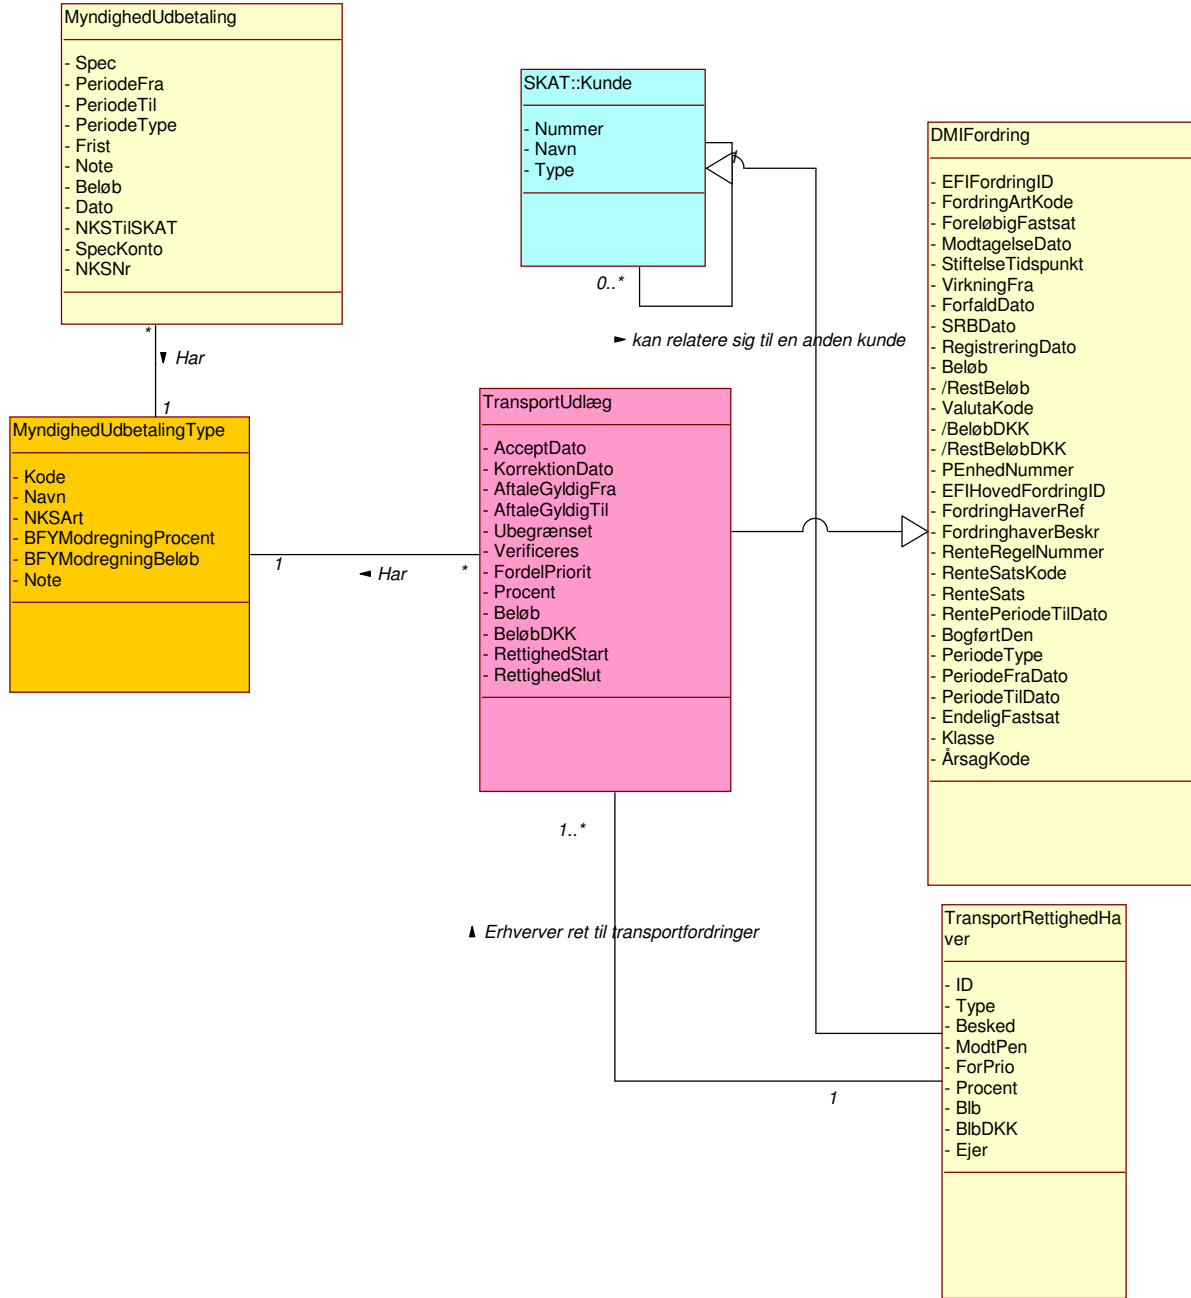 MyndighedUdbetaling
- Spec
- PeriodeFra
- PeriodeTil
- PeriodeType
- Frist
- Note
- Beløb
- Dato
- NKSTilSKAT
- SpecKonto
- NKSNr
*
Har
1
SKAT::Kunde
- Nummer
- Navn
- Type
0..*
kan relatere sig til en anden kunde
DMIFordring
- EFIFordringID
- FordringArtKode
- ForeløbigFastsat
- ModtagelseDato
- StiftelseTidspunkt
- VirkningFra
- ForfaldDato
- SRBDato
- RegistreringDato
- Beløb
- /RestBeløb
- ValutaKode
- /BeløbDKK
- /RestBeløbDKK
- PEnhedNummer
- EFIHovedFordringID
- FordringHaverRef
- FordringhaverBeskr
- RenteRegelNummer
- RenteSatsKode
- RenteSats
- RentePeriodeTilDato
- BogførtDen
- PeriodeType
- PeriodeFraDato
- PeriodeTilDato
- EndeligFastsat
- Klasse
- ÅrsagKode
MyndighedUdbetalingType
- Kode
- Navn
- NKSArt
- BFYModregningProcent
- BFYModregningBeløb
- Note
1
Har
*
TransportUdlæg
- AcceptDato
- KorrektionDato
- AftaleGyldigFra
- AftaleGyldigTil
- Ubegrænset
- Verificeres
- FordelPriorit
- Procent
- Beløb
- BeløbDKK
- RettighedStart
- RettighedSlut
1..*
Erhverver ret til transportfordringer
1
TransportRettighedHa
ver
- ID
- Type
- Besked
- ModtPen
- ForPrio
- Procent
- Blb
- BlbDKK
- Ejer